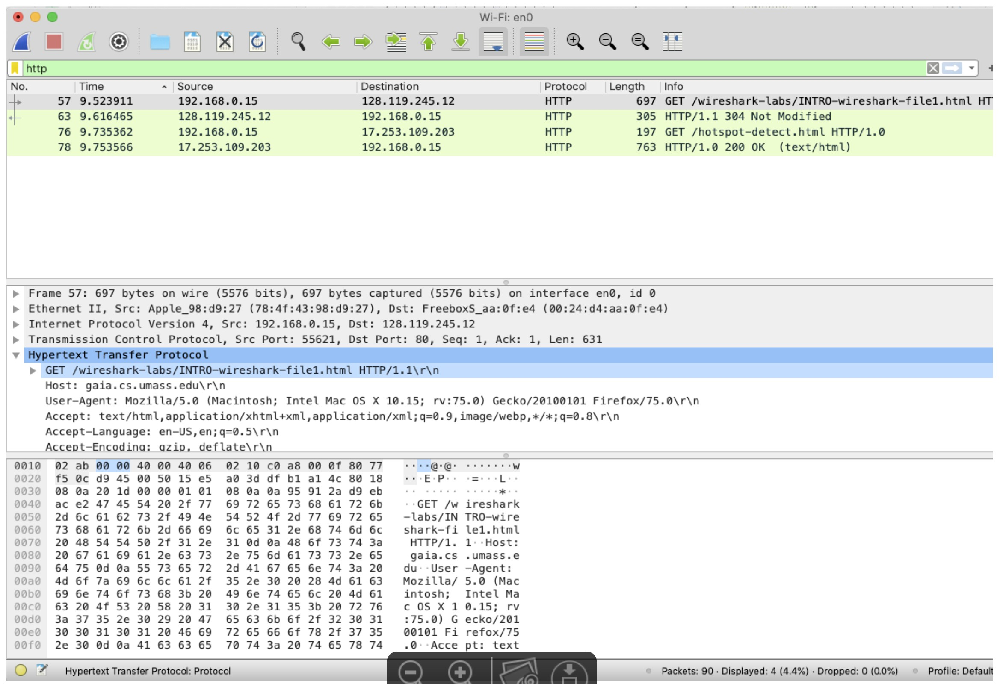 Wi-Fi: en0
http
No. Time Source Destination Protocol Length Info
57 9.523911 192.168.0.15 128.119.245.12 HTTP 697 GET /wireshark-labs/INTRO-wireshark-file1.html HT
63 9.616465 128.119.245.12 192.168.0.15 HTTP 305 HTTP/1.1 304 Not Modified
76 9.735362 192.168.0.15 17.253.109.203 HTTP 197 GET /hotspot-detect.html HTTP/1.0
78 9.753566 17.253.109.203 192.168.0.15 HTTP 763 HTTP/1.0 200 OK (text/html)
Frame 57: 697 bytes on wire (5576 bits), 697 bytes captured (5576 bits) on interface en0, id 0
Ethernet II, Src: Apple_98:d9:27 (78:4f:43:98:d9:27), Dst: FreeboxS_aa:0f:e4 (00:24:d4:aa:0f:e4)
Internet Protocol Version 4, Src: 192.168.0.15, Dst: 128.119.245.12
Transmission Control Protocol, Src Port: 55621, Dst Port: 80, Seq: 1, Ack: 1, Len: 631
Hypertext Transfer Protocol
GET /wireshark-labs/INTRO-wireshark-file1.html HTTP/1.1\r\n
Host: gaia.cs.umass.edu\r\n
User-Agent: Mozilla/5.0 (Macintosh; Intel Mac OS X 10.15; rv:75.0) Gecko/20100101 Firefox/75.0\r\n
Accept: text/html,application/xhtml+xml,application/xml;q=0.9,image/webp,*/*;q=0.8\r\n
Accept-Language: en-US,en;q=0.5\r\n
Accept-Encoding: gzip, deflate\r\n
0010 02 ab 00 00 40 00 40 06 02 10 c0 a8 00 0f 80 77 ····@·@· ·······w
0020 f5 0c d9 45 00 50 15 e5 a0 3d df b1 a1 4c 80 18 ···E·P·· ·=···L··
0030 08 0a 20 1d 00 00 01 01 08 0a 0a 95 91 2a d9 eb ·· ····· ·····*··
0040 ac e2 47 45 54 20 2f 77 69 72 65 73 68 61 72 6b ··GET /w ireshark
0050 2d 6c 61 62 73 2f 49 4e 54 52 4f 2d 77 69 72 65 -labs/IN TRO-wire
0060 73 68 61 72 6b 2d 66 69 6c 65 31 2e 68 74 6d 6c shark-fi le1.html
0070 20 48 54 54 50 2f 31 2e 31 0d 0a 48 6f 73 74 3a HTTP/1. 1··Host:
0080 20 67 61 69 61 2e 63 73 2e 75 6d 61 73 73 2e 65 gaia.cs .umass.e
0090 64 75 0d 0a 55 73 65 72 2d 41 67 65 6e 74 3a 20 du··User -Agent:
00a0 4d 6f 7a 69 6c 6c 61 2f 35 2e 30 20 28 4d 61 63 Mozilla/ 5.0 (Mac
00b0 69 6e 74 6f 73 68 3b 20 49 6e 74 65 6c 20 4d 61 intosh; Intel Ma
00c0 63 20 4f 53 20 58 20 31 30 2e 31 35 3b 20 72 76 c OS X 1 0.15; rv
00d0 3a 37 35 2e 30 29 20 47 65 63 6b 6f 2f 32 30 31 :75.0) G ecko/201
00e0 30 30 31 30 31 20 46 69 72 65 66 6f 78 2f 37 35 00101 Fi refox/75
00f0 2e 30 0d 0a 41 63 63 65 70 74 3a 20 74 65 78 74 .0··Acce pt: text
Hypertext Transfer Protocol: Protocol Packets: 90 · Displayed: 4 (4.4%) · Dropped: 0 (0.0%) Profile: Default